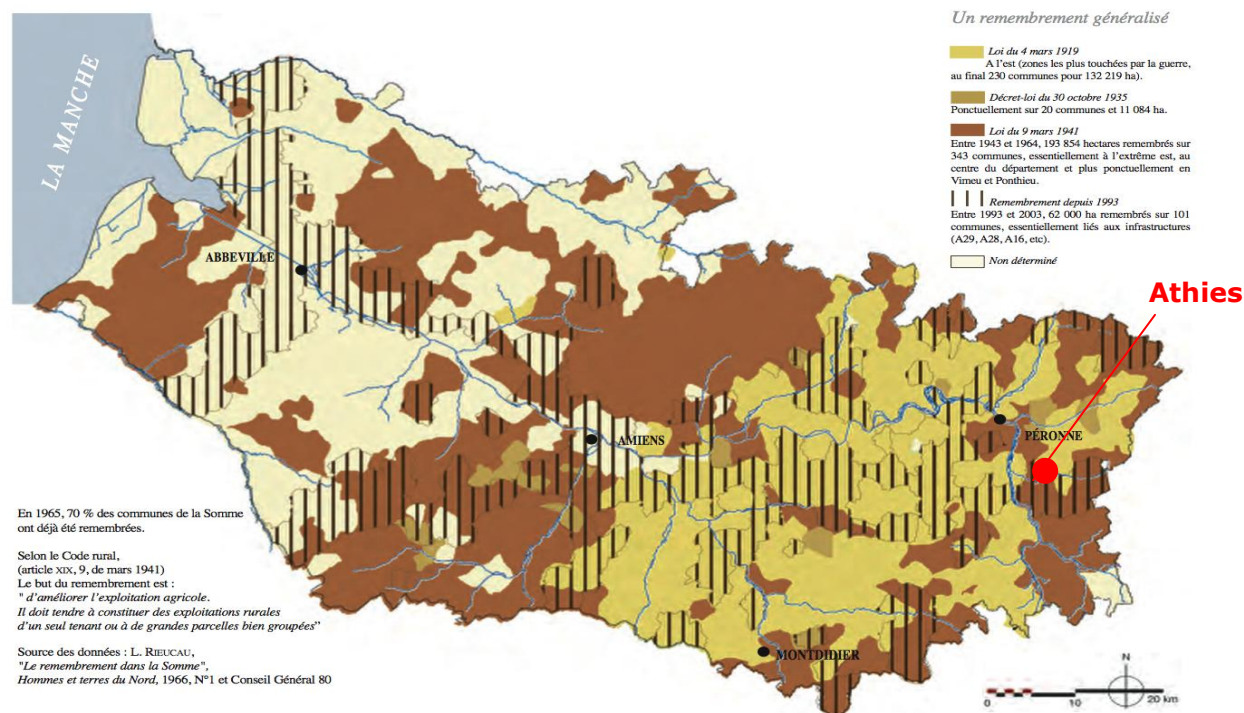 Un remembrement généralisé
Loi du 4 mars 1919
A l'est (zones les plus touchées par la guerre,
au final 230 communes pour 132 219 ha).
Décret-loi du 30 octobre 1935
Ponctuellement sur 20 communes et 11 084 ha.
Loi du 9 mars 1941
Entre 1943 et 1964, 193 854 hectares remembrés sur
343 communes, essentiellement à l'extrême est, au
centre du département et plus ponctuellement en
Vimeu et Ponthieu.
Remembrement depuis 1993
Entre 1993 et 2003, 62 000 ha remembrés sur 101
communes, essentiellement liés aux infrastructures
(A29, A28, A16, etc).
Non déterminé
LA MANCHE
ABBEVILLE
Athies
AMIENS
PÉRONNE
MONTDIDIER
En 1965, 70 % des communes de la Somme
ont déjà été remembrées.
Selon le Code rural,
(article XIX, 9, de mars 1941)
Le but du remembrement est :
" d'améliorer l'exploitation agricole.
Il doit tendre à constituer des exploitations rurales
d'un seul tenant ou à de grandes parcelles bien groupées"
Source des données : L. RIEUCAU,
"Le remembrement dans la Somme",
Hommes et terres du Nord, 1966, N°1 et Conseil Général 80
N
0 10 20 km